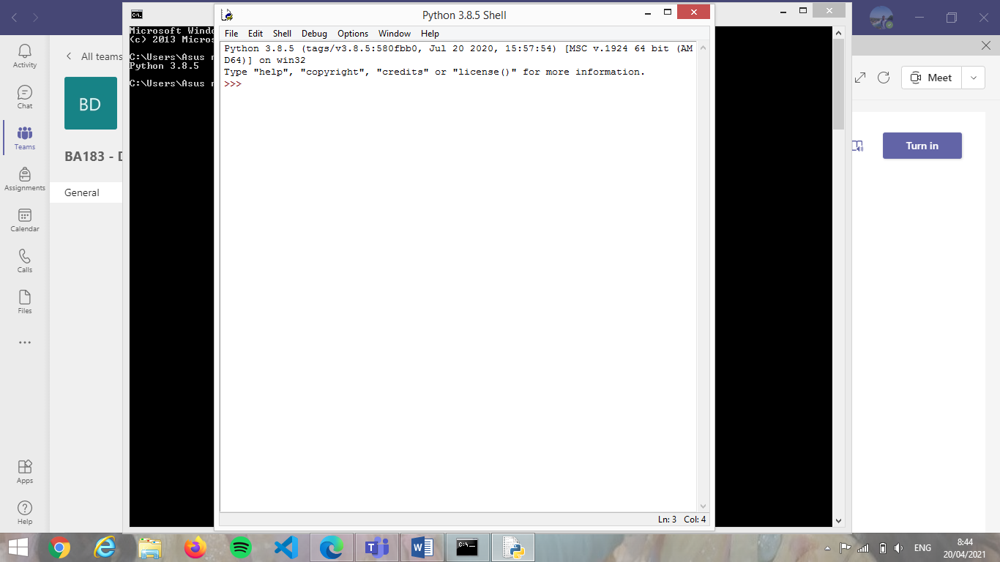 Python 3.8.5 Shell
File Edit Shell Debug Options Window Help
Python 3.8.5 (tags/v3.8.5:580fbb0, Jul 20 2020, 15:57:54) [MSC v.1924 64 bit (AM
D64)] on win32
Type "help", "copyright", "credits" or "license()" for more information.
>>>
Ln: 3 Col: 4
Microsoft
(c) 2013
C:\Users\Asus
Python 3.8.5
C:\Users\Asus
Activity
Chat
Teams
Assignments
Calendar
Calls
Files
Apps
Help
All teams
BD
BA183 -
General
Meet
Turn in
ENG
8:44
20/04/2021